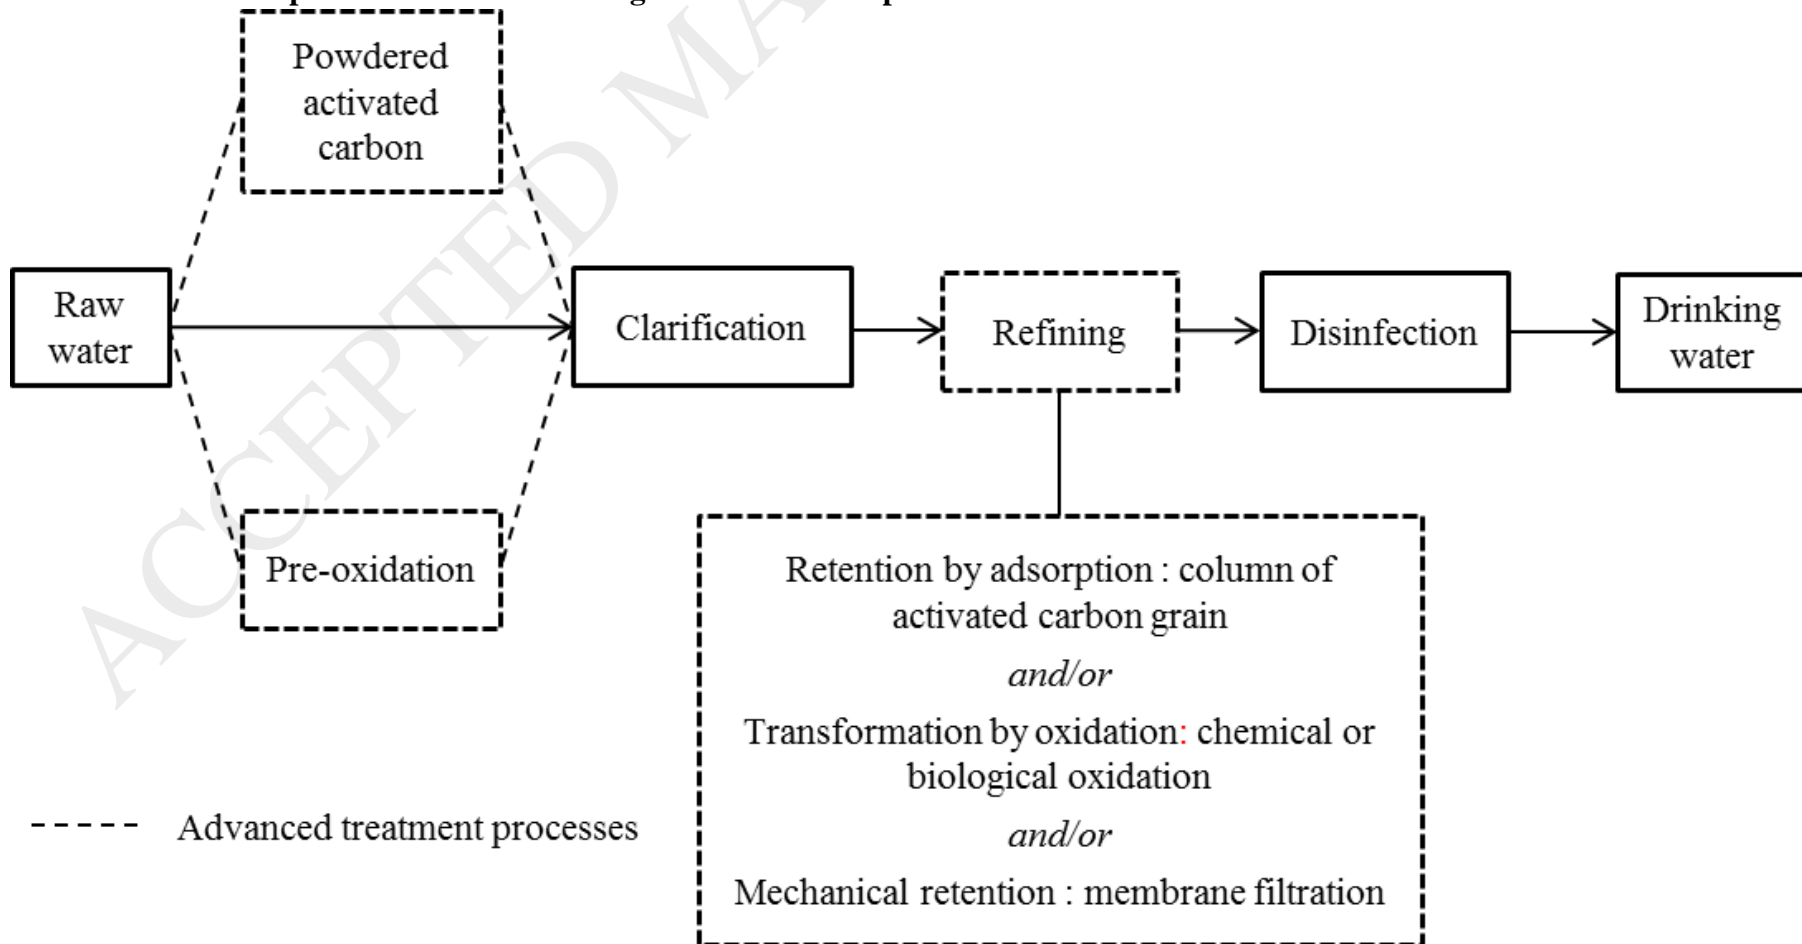 Powdered
activated
carbon
Raw
water
Clarification
Refining
Disinfection
Drinking
water
Pre-oxidation
Retention by adsorption : column of
activated carbon grain
and/or
Transformation by oxidation: chemical or
biological oxidation
and/or
Mechanical retention : membrane filtration
Advanced treatment processes
ACCEPTED MA